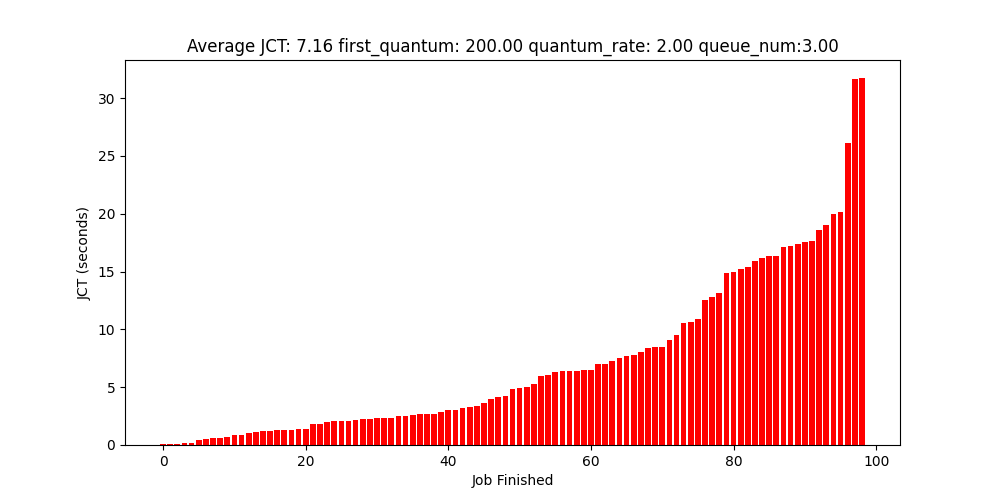 Average JCT: 7.16 first_quantum: 200.00 quantum_rate: 2.00 queue_num:3.00
30
25
20
15
10
5
0
JCT (seconds)
0 20 40 60 80 100
Job Finished